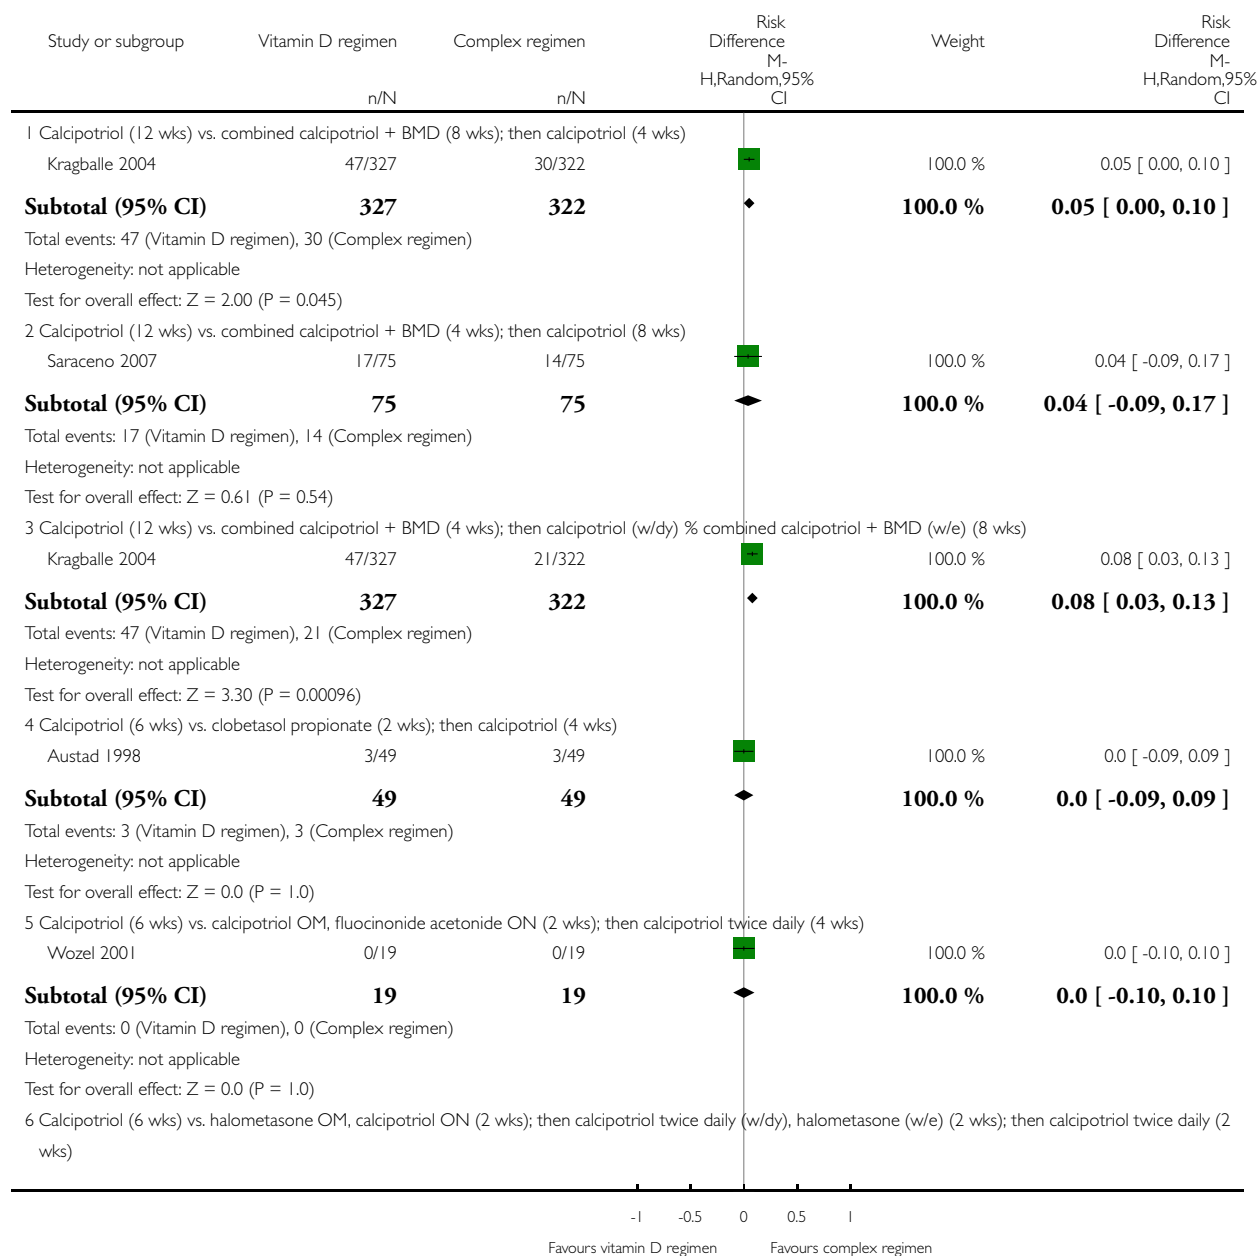 Study or subgroup Vitamin D regimen Complex regimen Risk Difference Weight Risk Difference
M-H,Random,95% CI M-H,Random,95% CI
n/N n/N
1 Calcipotriol (12 wks) vs. combined calcipotriol + BMD (8 wks); then calcipotriol (4 wks)
Kragballe 2004 47/327 30/322 100.0 % 0.05 [ 0.00, 0.10 ]
Subtotal (95% CI) 327 322 100.0 % 0.05 [ 0.00, 0.10 ]
Total events: 47 (Vitamin D regimen), 30 (Complex regimen)
Heterogeneity: not applicable
Test for overall effect: Z = 2.00 (P = 0.045)
2 Calcipotriol (12 wks) vs. combined calcipotriol + BMD (4 wks); then calcipotriol (8 wks)
Saraceno 2007 17/75 14/75 100.0 % 0.04 [ -0.09, 0.17 ]
Subtotal (95% CI) 75 75 100.0 % 0.04 [ -0.09, 0.17 ]
Total events: 17 (Vitamin D regimen), 14 (Complex regimen)
Heterogeneity: not applicable
Test for overall effect: Z = 0.61 (P = 0.54)
3 Calcipotriol (12 wks) vs. combined calcipotriol + BMD (4 wks); then calcipotriol (w/dy) % combined calcipotriol + BMD (w/e) (8 wks)
Kragballe 2004 47/327 21/322 100.0 % 0.08 [ 0.03, 0.13 ]
Subtotal (95% CI) 327 322 100.0 % 0.08 [ 0.03, 0.13 ]
Total events: 47 (Vitamin D regimen), 21 (Complex regimen)
Heterogeneity: not applicable
Test for overall effect: Z = 3.30 (P = 0.00096)
4 Calcipotriol (6 wks) vs. clobetasol propionate (2 wks); then calcipotriol (4 wks)
Austad 1998 3/49 3/49 100.0 % 0.0 [ -0.09, 0.09 ]
Subtotal (95% CI) 49 49 100.0 % 0.0 [ -0.09, 0.09 ]
Total events: 3 (Vitamin D regimen), 3 (Complex regimen)
Heterogeneity: not applicable
Test for overall effect: Z = 0.0 (P = 1.0)
5 Calcipotriol (6 wks) vs. calcipotriol OM, fluocinonide acetonide ON (2 wks); then calcipotriol twice daily (4 wks)
Wozel 2001 0/19 0/19 100.0 % 0.0 [ -0.10, 0.10 ]
Subtotal (95% CI) 19 19 100.0 % 0.0 [ -0.10, 0.10 ]
Total events: 0 (Vitamin D regimen), 0 (Complex regimen)
Heterogeneity: not applicable
Test for overall effect: Z = 0.0 (P = 1.0)
6 Calcipotriol (6 wks) vs. halometasone OM, calcipotriol ON (2 wks); then calcipotriol twice daily (w/dy), halometasone (w/e) (2 wks); then calcipotriol twice daily (2
wks)
-1 -0.5 0 0.5 1
Favours vitamin D regimen Favours complex regimen